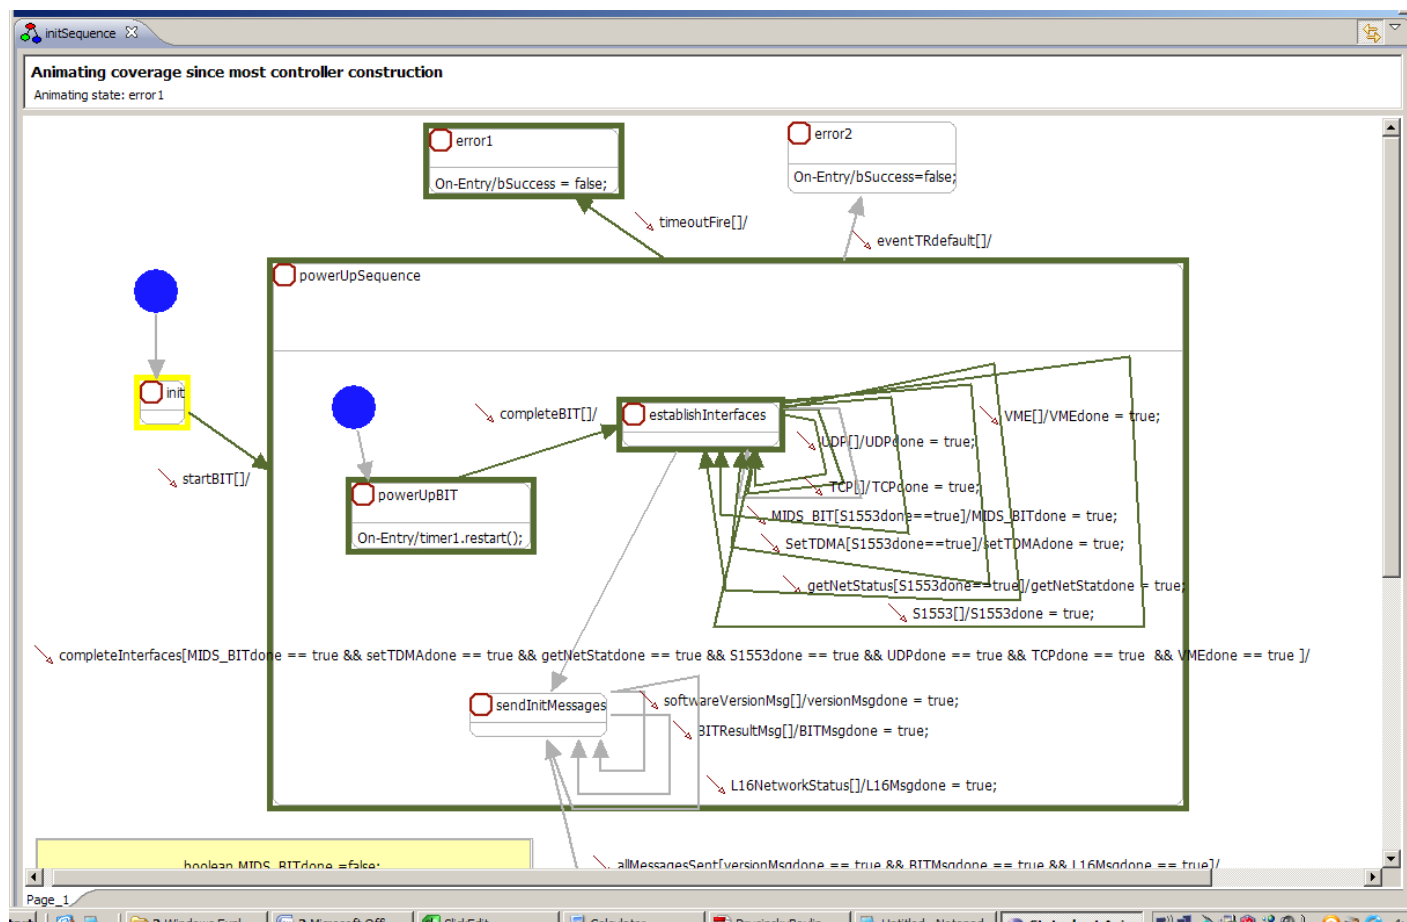 initSequence
Animating coverage since most controller construction
Animating state: error1
error1
On-Entry/bSuccess = false;
error2
On-Entry/bSuccess=false;
timeoutFire[]/
eventTRdefault[]/
powerUpSequence
init
startBIT[]/
completeBIT[]/
establishInterfaces
VME[]/VMEdone = true;
UDP[]/UDPdone = true;
powerUpBIT
On-Entry/timer1.restart();
TCP[]/TCPdone = true;
MIDS_BIT[S1553done==true]/MIDS_BITdone = true;
SetTDMA[S1553done==true]/setTDMAdone = true;
getNetStatus[S1553done==true]/getNetStatdone = true;
S1553[]/S1553done = true;
completeInterfaces[MIDS_BITdone == true && setTDMAdone == true && getNetStatdone == true && S1553done == true && UDPdone == true && TCPdone == true && VMEdone == true ]/
sendInitMessages
softwareVersionMsg[]/versionMsgdone = true;
BITResultMsg[]/BITMsgdone = true;
L16NetworkStatus[]/L16Msgdone = true;
boolean MIDS_BITdone =false;
allMessagesSent[versionMsgdone == true && BITMsgdone == true && L16Msgdone == true]/
Page_1